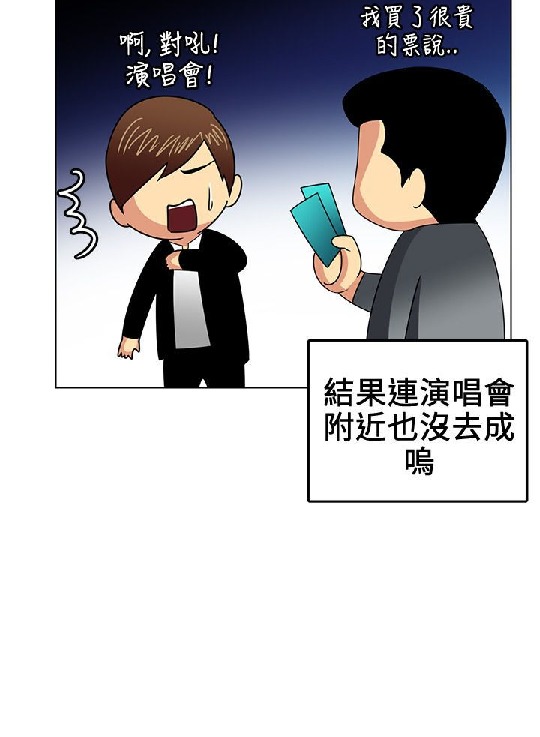 啊, 對吼!
演唱會!
我買了很貴
的票說..
結果連演唱會
附近也沒去成
嗚